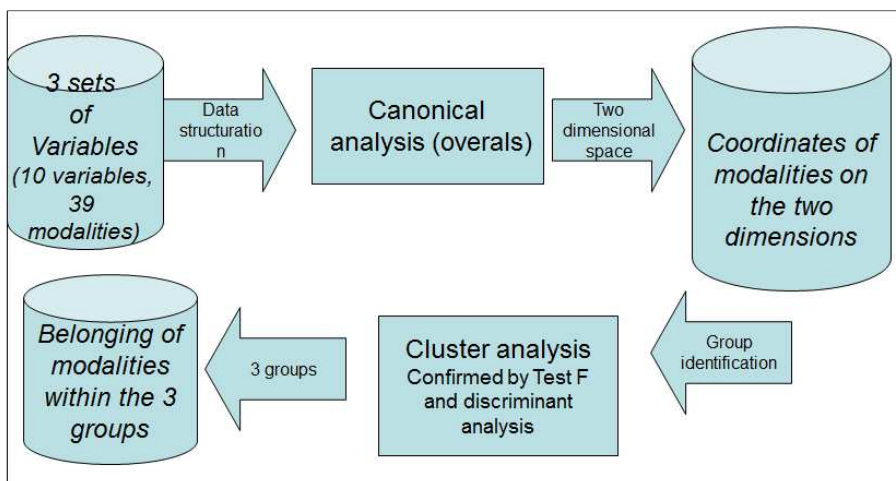 3 sets
of
Variables
(10 variables,
39
modalities)
Data
structuratio
n
Canonical
analysis (overals)
Two
dimensional
space
Coordinates of
modalities on
the two
dimensions
Group
identification
Cluster analysis
Confirmed by Test F
and discriminant
analysis
3 groups
Belonging of
modalities
within the 3
groups